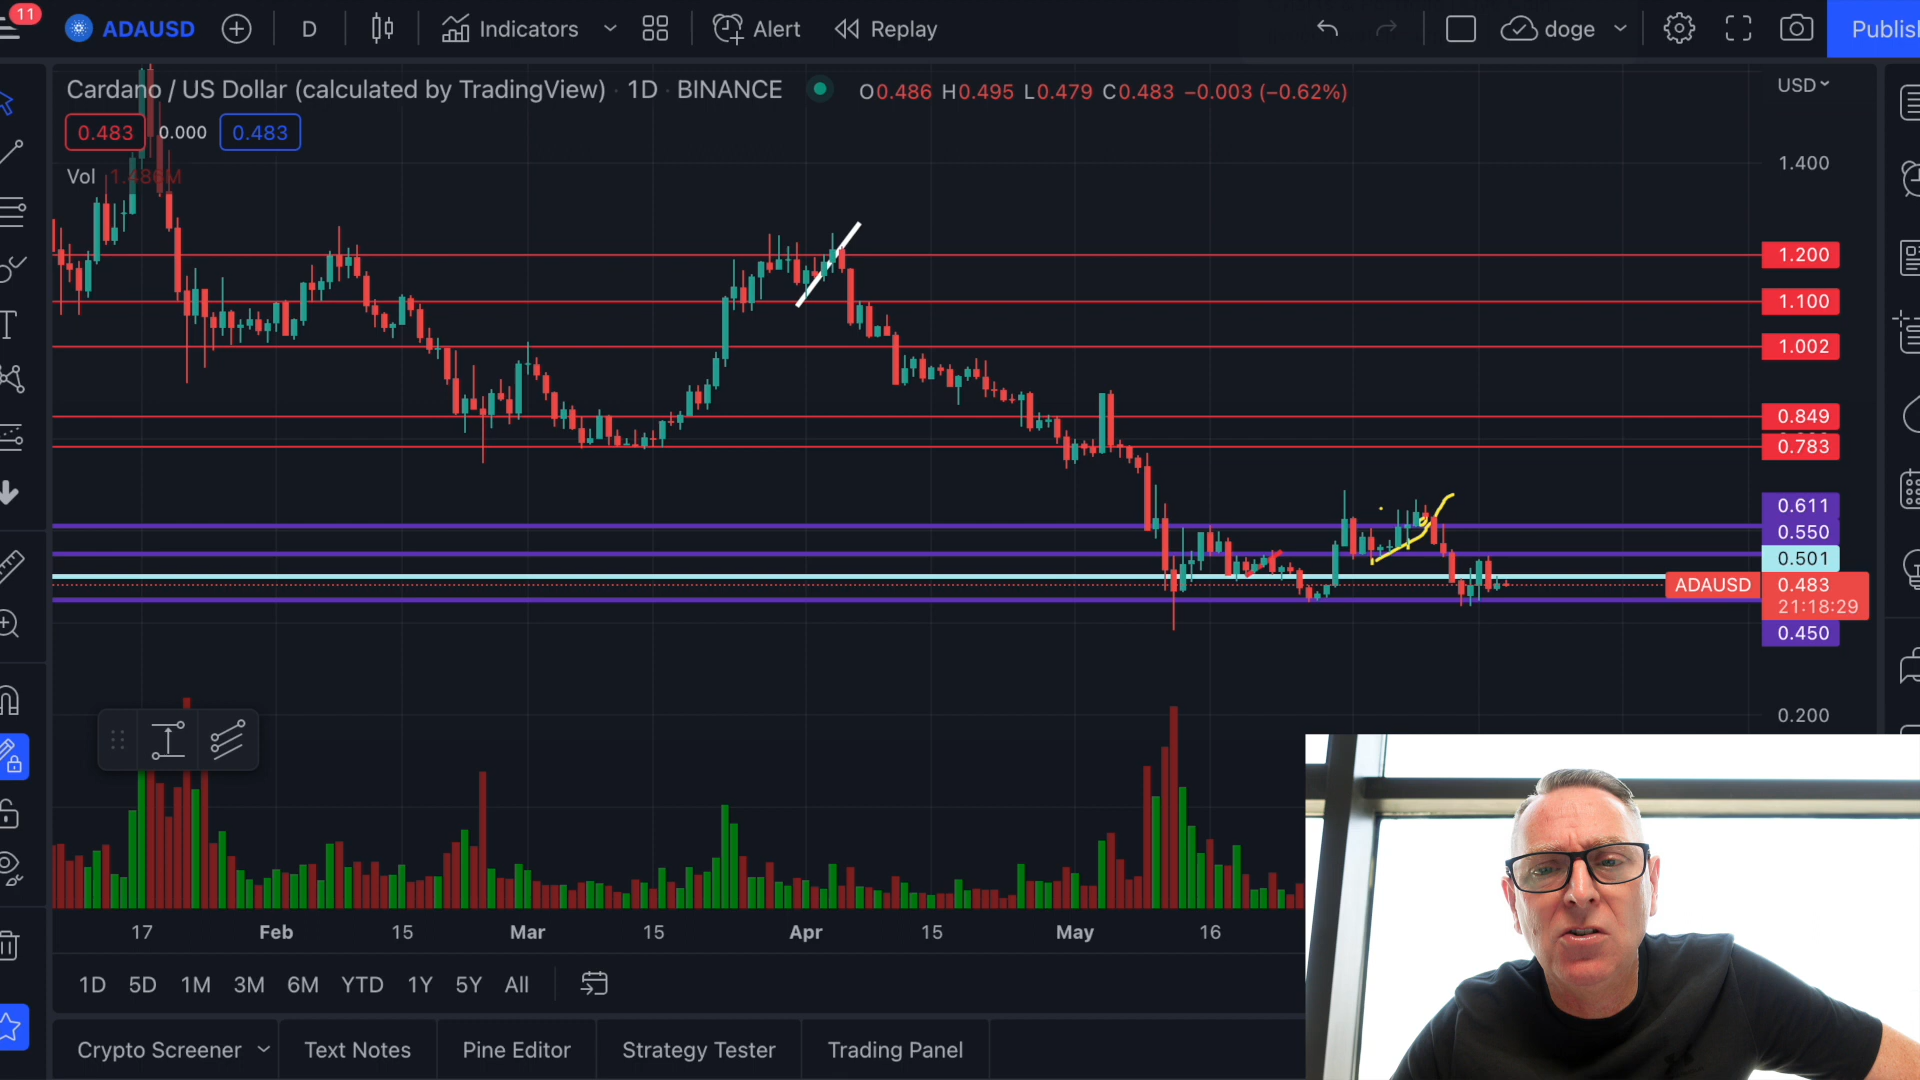 11
ADAUSD
D
Indicators
Alert
Replay
doge
Publish
Cardano / US Dollar (calculated by TradingView) · 1D · BINANCE
O0.486 H0.495 L0.479 C0.483 −0.003 (−0.62%)
USD
0.483 0.000 0.483
Vol 1.486M
1.400
1.200
1.100
1.002
0.849
0.783
0.611
0.550
0.501
ADAUSD 0.483
21:18:29
0.450
0.200
17 Feb 15 Mar 15 Apr 15 May 16
1D 5D 1M 3M 6M YTD 1Y 5Y All
Crypto Screener
Text Notes
Pine Editor
Strategy Tester
Trading Panel